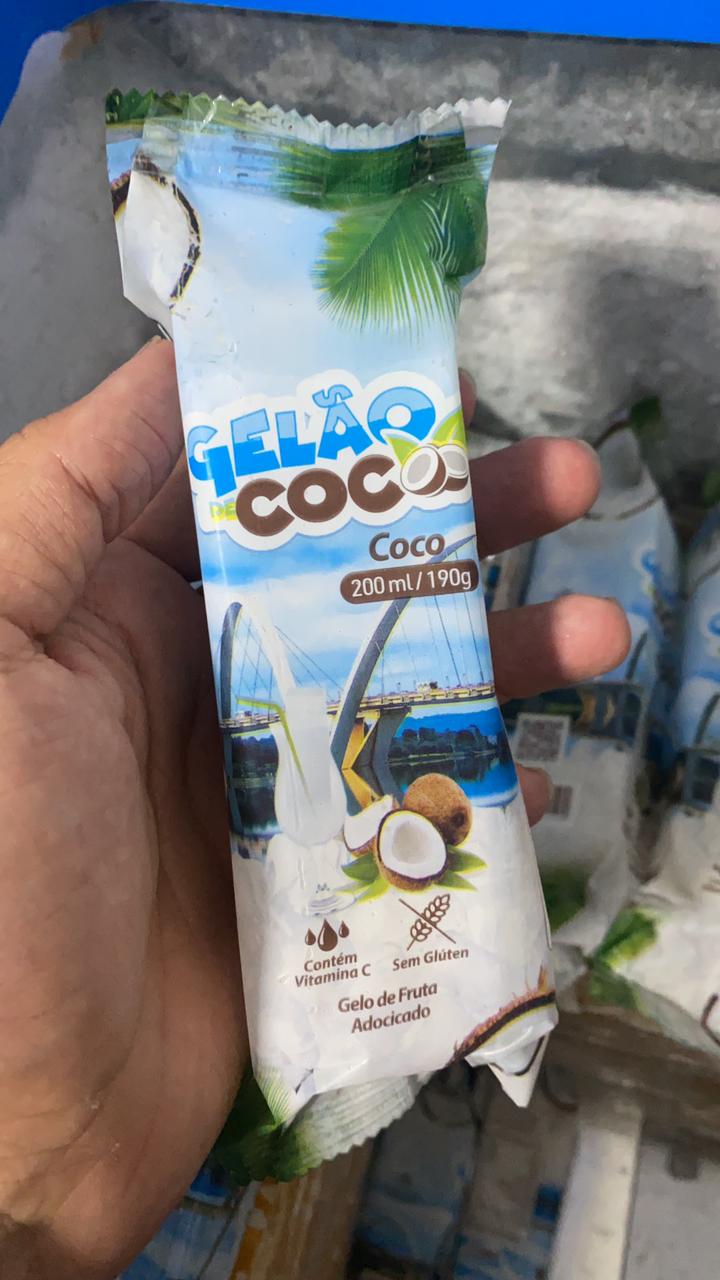 GELÃO
DE COCO
Coco
200 ml / 190g
Contém
Vitamina C
Sem Glúten
Gelo de Fruta
Adocicado